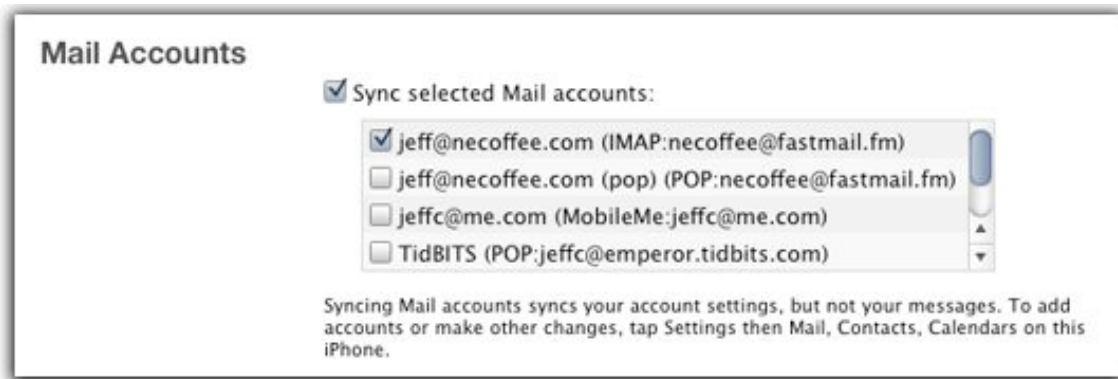 Mail Accounts
Sync selected Mail accounts:
jeff@necoffee.com (IMAP:necoffee@fastmail.fm)
jeff@necoffee.com (pop) (POP:necoffee@fastmail.fm)
jeffc@me.com (MobileMe:jeffc@me.com)
TidBITS (POP:jeffc@emperor.tidbits.com)
Syncing Mail accounts syncs your account settings, but not your messages. To add
accounts or make other changes, tap Settings then Mail, Contacts, Calendars on this
iPhone.